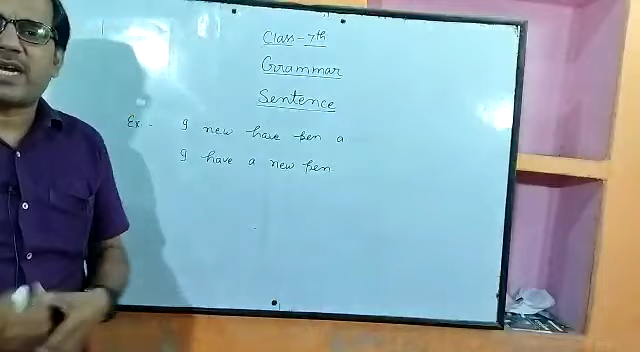 Class - 7th
Grammar
Sentence
Ex. - I new have pen a
I have a new pen